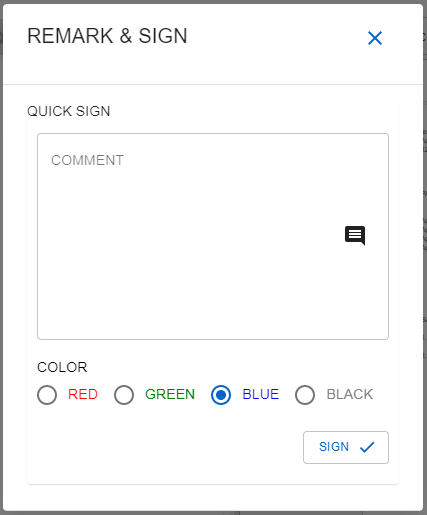 REMARK & SIGN
QUICK SIGN
COMMENT
COLOR
RED GREEN BLUE BLACK
SIGN